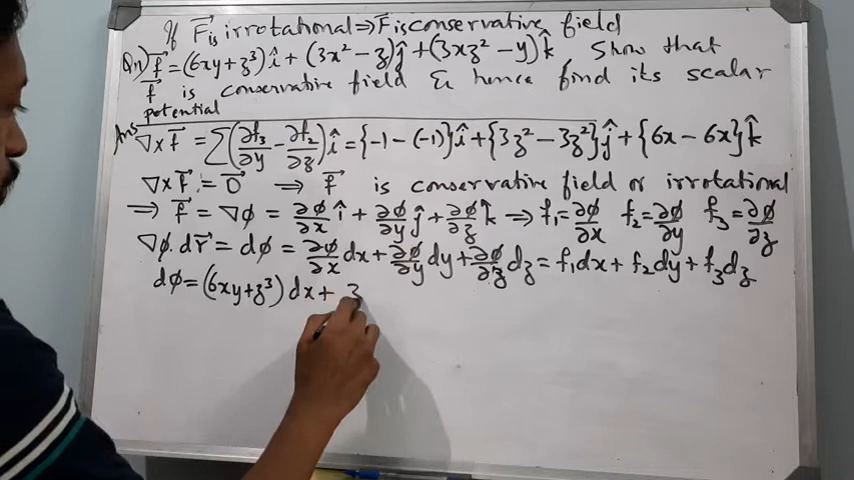 If F⃗ is irrotational ⇒ F⃗ is conservative field
Qn) f⃗ = (6xy+z³)î + (3x² − z)ĵ + (3xz² − y)k̂ Show that
f⃗ is conservative field & hence find its scalar
potential
Ans ∇×f⃗ = ∑(∂f₃/∂y − ∂f₂/∂z)î = {-1 − (-1)}î + {3z² − 3z²}ĵ + {6x − 6x}k̂
∇×f⃗ = 0⃗ ⇒ f⃗ is conservative field or irrotational
⇒ f⃗ = ∇ϕ = ∂ϕ/∂x î + ∂ϕ/∂y ĵ + ∂ϕ/∂z k̂ ⇒ f₁ = ∂ϕ/∂x f₂ = ∂ϕ/∂y f₃ = ∂ϕ/∂z
∇ϕ. dr⃗ = dϕ = ∂ϕ/∂x dx + ∂ϕ/∂y dy + ∂ϕ/∂z dz = f₁dx + f₂dy + f₃dz
dϕ = (6xy+z³) dx + 3